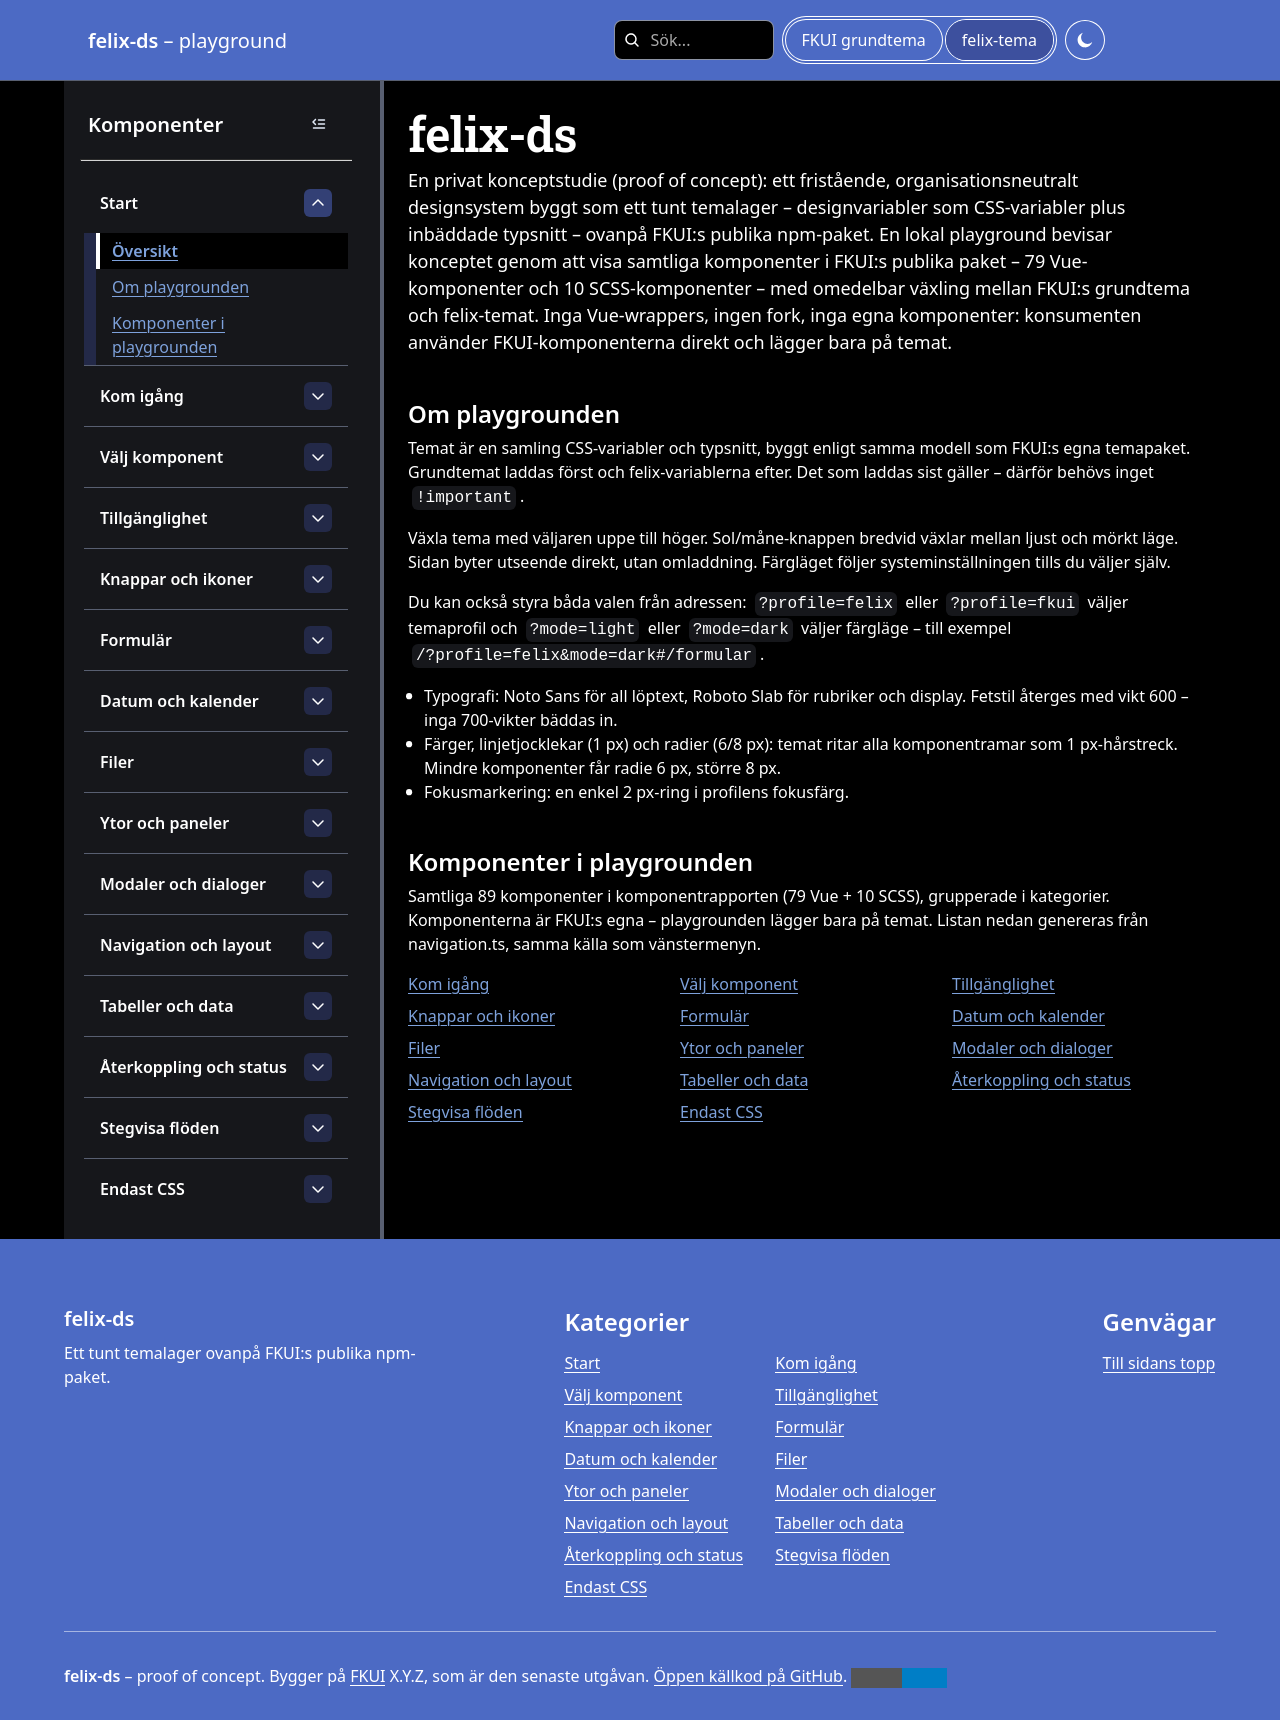 felix-ds – playground
Sök...
FKUI grundtema
felix-tema
Komponenter
Start
Översikt
Om playgrounden
Komponenter i
playgrounden
Kom igång
Välj komponent
Tillgänglighet
Knappar och ikoner
Formulär
Datum och kalender
Filer
Ytor och paneler
Modaler och dialoger
Navigation och layout
Tabeller och data
Återkoppling och status
Stegvisa flöden
Endast CSS
felix-ds
En privat konceptstudie (proof of concept): ett fristående, organisationsneutralt
designsystem byggt som ett tunt temalager – designvariabler som CSS-variabler plus
inbäddade typsnitt – ovanpå FKUI:s publika npm-paket. En lokal playground bevisar
konceptet genom att visa samtliga komponenter i FKUI:s publika paket – 79 Vue-
komponenter och 10 SCSS-komponenter – med omedelbar växling mellan FKUI:s grundtema
och felix-temat. Inga Vue-wrappers, ingen fork, inga egna komponenter: konsumenten
använder FKUI-komponenterna direkt och lägger bara på temat.
Om playgrounden
Temat är en samling CSS-variabler och typsnitt, byggt enligt samma modell som FKUI:s egna temapaket.
Grundtemat laddas först och felix-variablerna efter. Det som laddas sist gäller – därför behövs inget
!important.
Växla tema med väljaren uppe till höger. Sol/måne-knappen bredvid växlar mellan ljust och mörkt läge.
Sidan byter utseende direkt, utan omladdning. Färgläget följer systeminställningen tills du väljer själv.
Du kan också styra båda valen från adressen: ?profile=felix eller ?profile=fkui väljer
temaprofil och ?mode=light eller ?mode=dark väljer färgläge – till exempel
/?profile=felix&mode=dark#/formular.
Typografi: Noto Sans för all löptext, Roboto Slab för rubriker och display. Fetstil återges med vikt 600 –
inga 700-vikter bäddas in.
Färger, linjetjocklekar (1 px) och radier (6/8 px): temat ritar alla komponentramar som 1 px-hårstreck.
Mindre komponenter får radie 6 px, större 8 px.
Fokusmarkering: en enkel 2 px-ring i profilens fokusfärg.
Komponenter i playgrounden
Samtliga 89 komponenter i komponentrapporten (79 Vue + 10 SCSS), grupperade i kategorier.
Komponenterna är FKUI:s egna – playgrounden lägger bara på temat. Listan nedan genereras från
navigation.ts, samma källa som vänstermenyn.
Kom igång
Välj komponent
Tillgänglighet
Knappar och ikoner
Formulär
Datum och kalender
Filer
Ytor och paneler
Modaler och dialoger
Navigation och layout
Tabeller och data
Återkoppling och status
Stegvisa flöden
Endast CSS
felix-ds
Ett tunt temalager ovanpå FKUI:s publika npm-
paket.
Kategorier
Start
Kom igång
Välj komponent
Tillgänglighet
Knappar och ikoner
Formulär
Datum och kalender
Filer
Ytor och paneler
Modaler och dialoger
Navigation och layout
Tabeller och data
Återkoppling och status
Stegvisa flöden
Endast CSS
Genvägar
Till sidans topp
felix-ds – proof of concept. Bygger på FKUI X.Y.Z, som är den senaste utgåvan. Öppen källkod på GitHub.